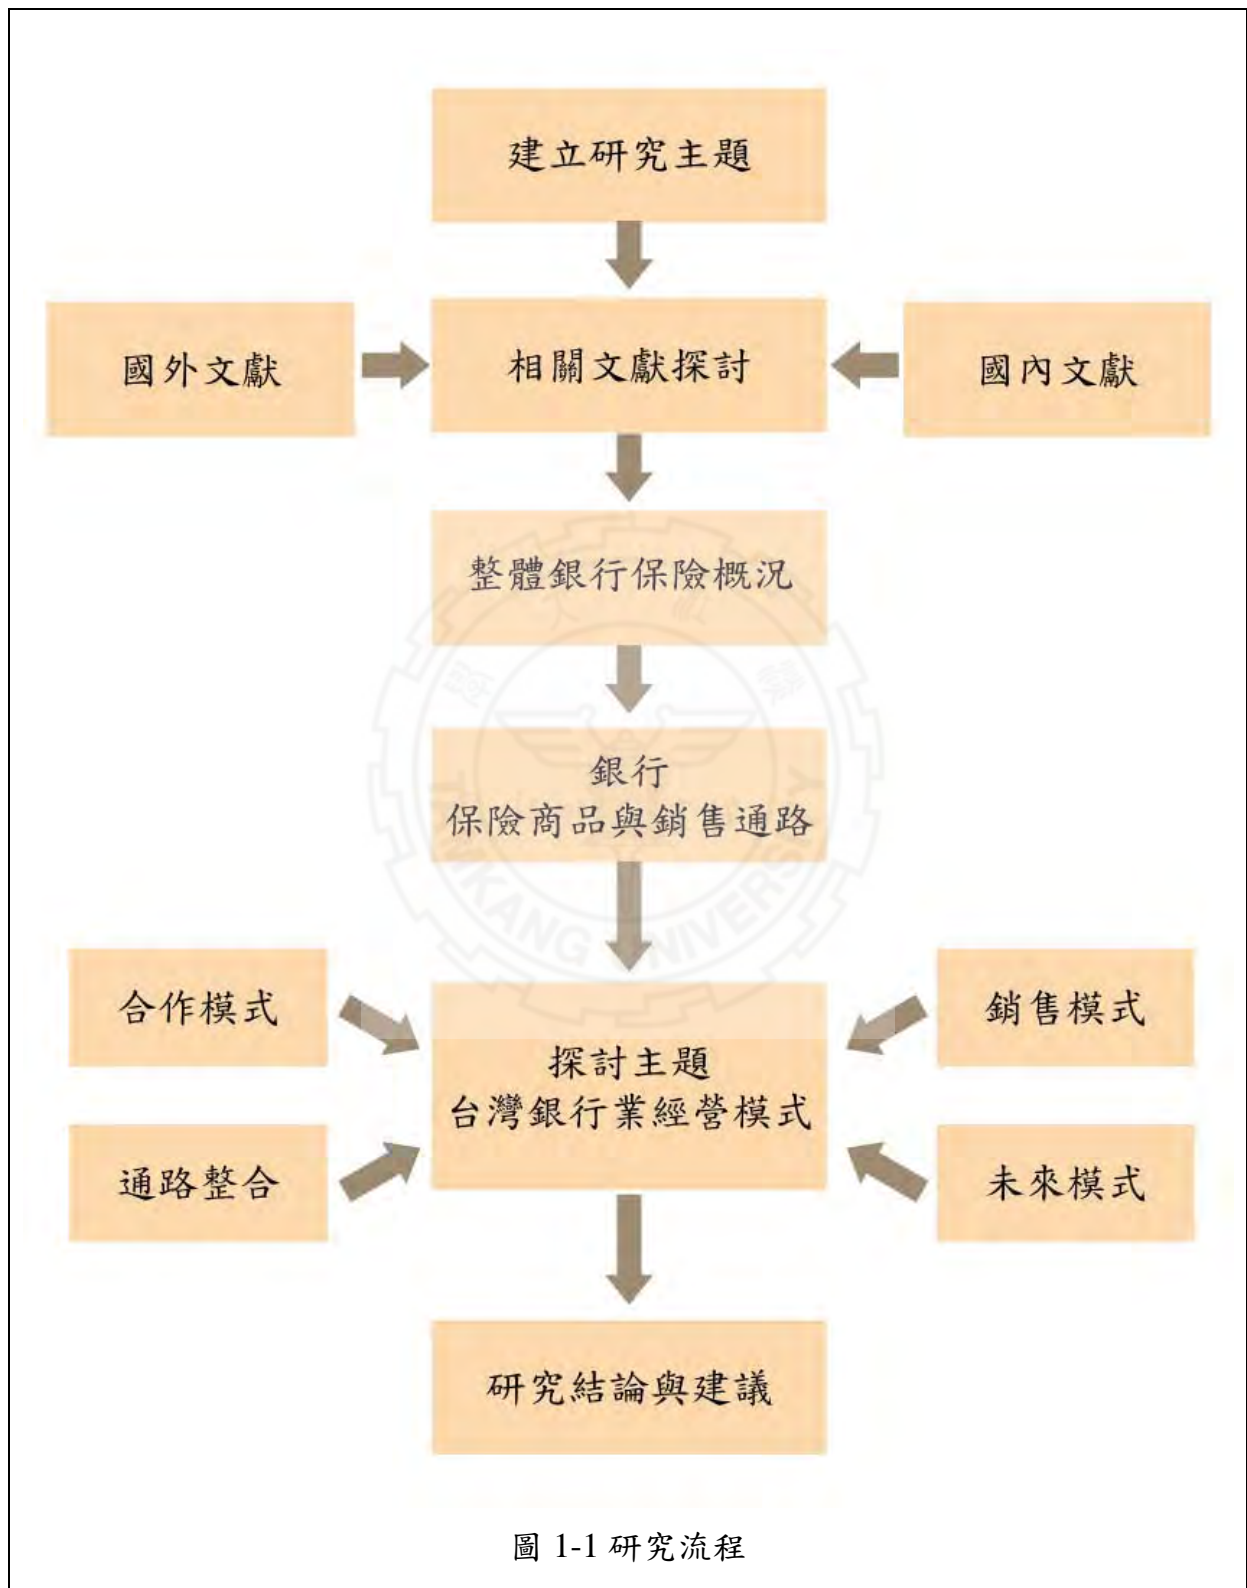 建立研究主題
國外文獻
相關文獻探討
國內文獻
整體銀行保險概況
銀行
保險商品與銷售通路
合作模式
銷售模式
探討主題
台灣銀行業經營模式
通路整合
未來模式
研究結論與建議
圖 1-1 研究流程
TAMKANG UNIVERSITY